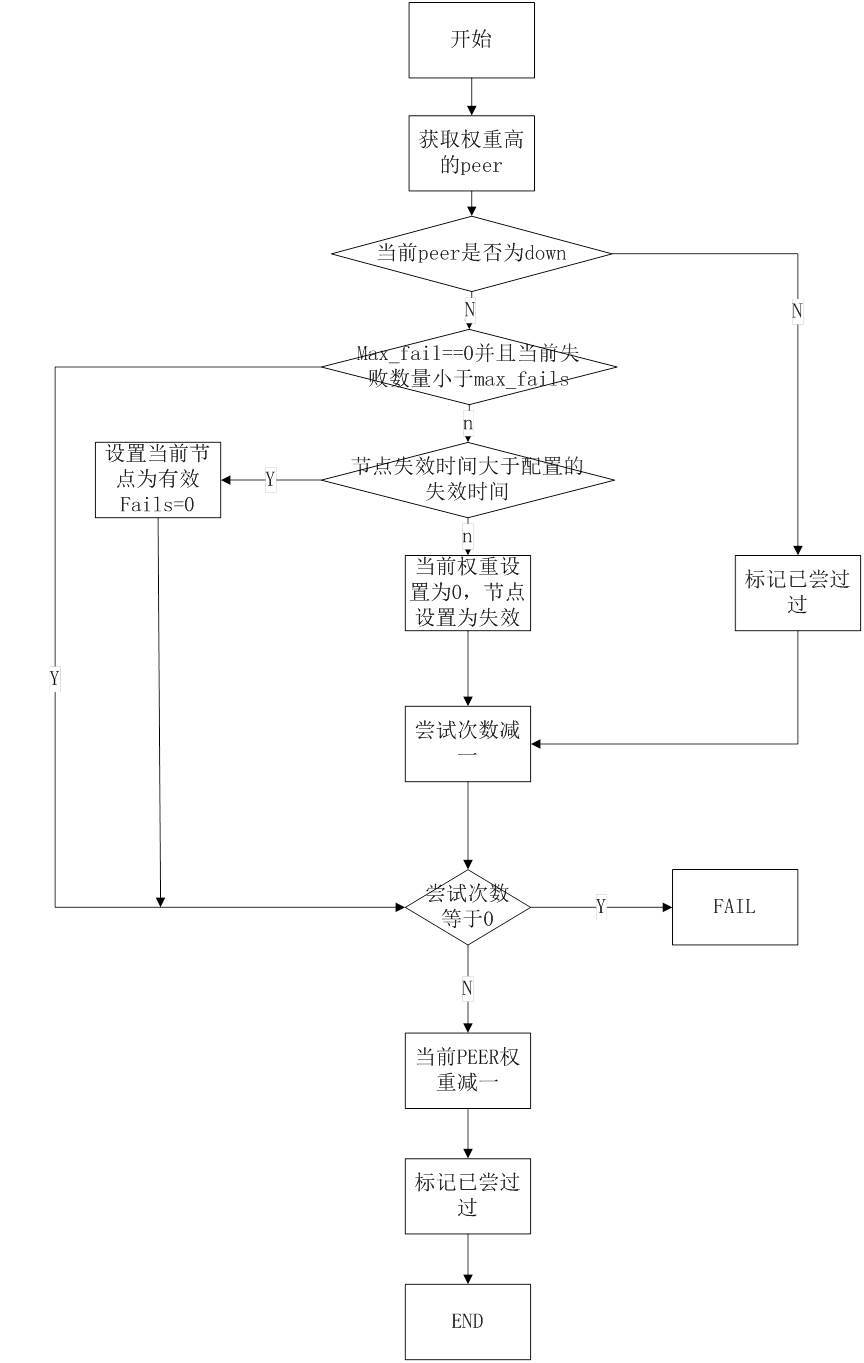 开始
获取权重高
的peer
当前peer是否为down
N
N
Max_fail==0并且当前失
败数量小于max_fails
n
设置当前节
点为有效
Fails=0
Y
节点失效时间大于配置的
失效时间
n
当前权重设
置为0，节点
设置为失效
标记已尝过
过
Y
尝试次数减
一
尝试次数
等于0
Y
FAIL
N
当前PEER权
重减一
标记已尝过
过
END